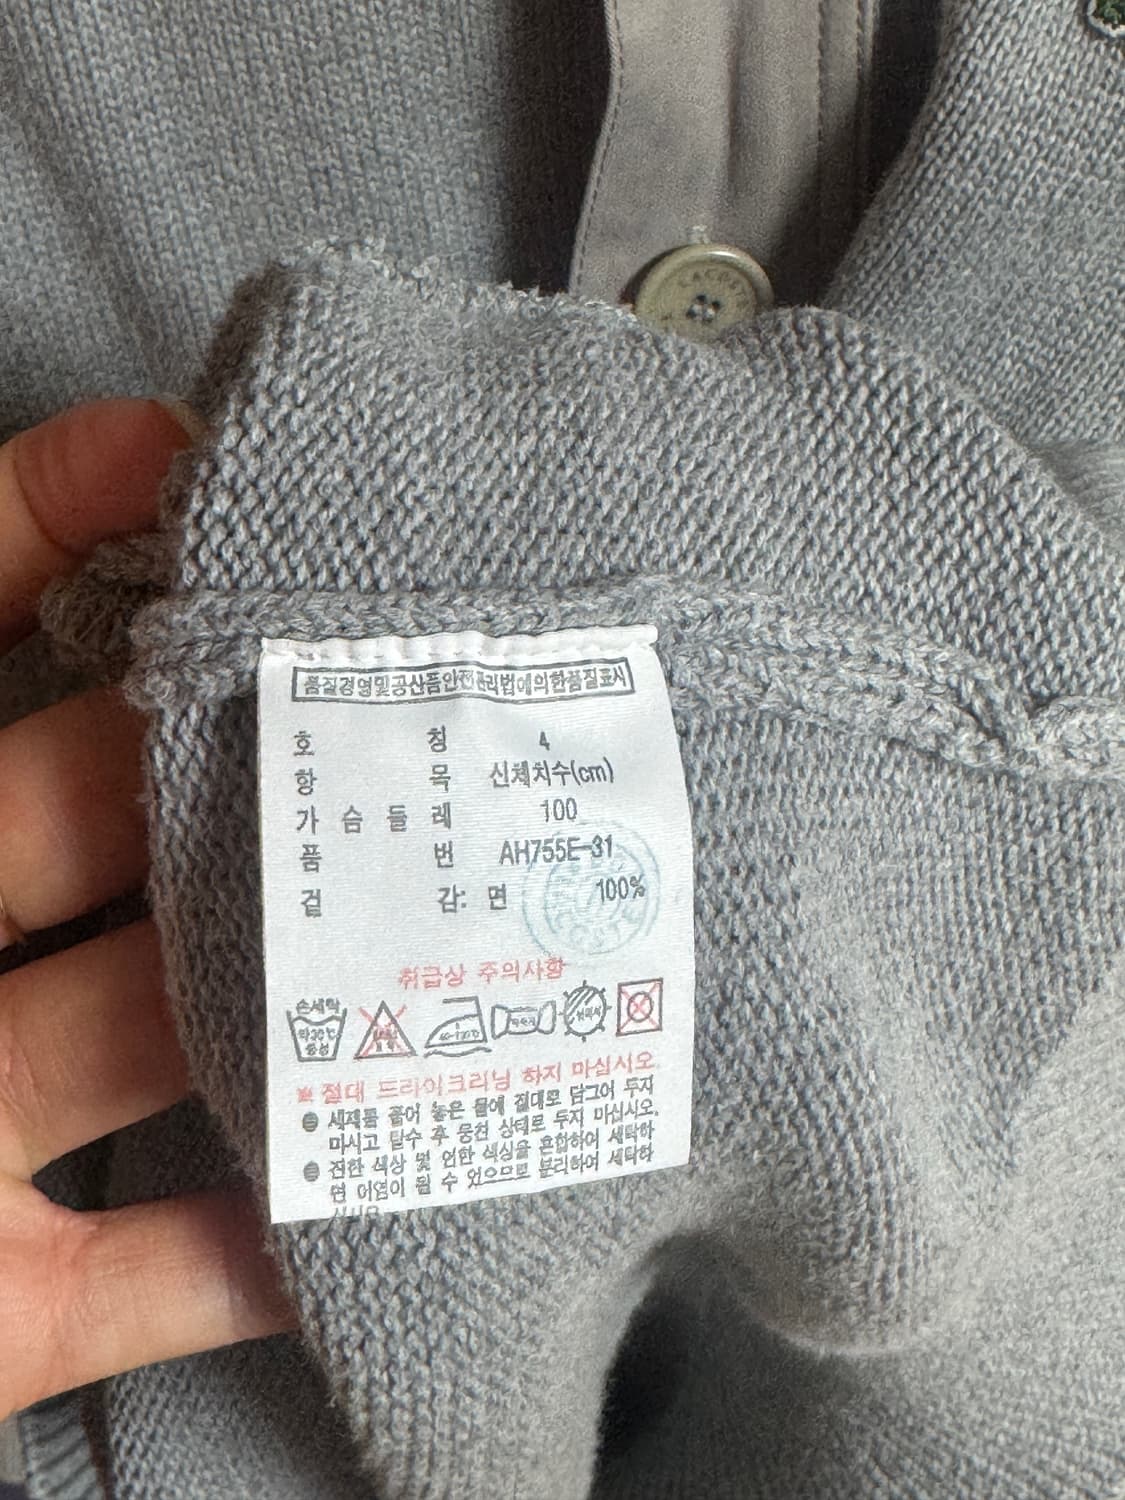 LACOSTE
품질경영및공산품안전관리법에의한품질표시
호 칭 4
항 목 신체치수(cm)
가 슴 둘 레 100
품 번 AH755E-31
겉 감: 면 100%
취급상 주의사항
손세탁
약30℃
중성
※ 절대 드라이크리닝 하지 마십시오.
● 세제를 풀어 놓은 물에 절대로 담그어 두지
마시고 탈수 후 뭉친 상태로 두지 마십시오.
● 진한 색상 및 연한 색상을 혼합하여 세탁하
면 이염이 될 수 있으므로 분리하여 세탁하
십시오